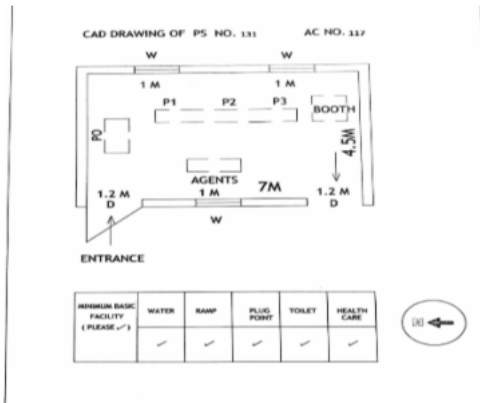 CAD DRAWING OF PS NO. 131 AC NO. 117
W W
1 M 1 M
P1 P2 P3
BOOTH
PO
4.5M
AGENTS
1.2 M 1 M 7M 1.2 M
D D
W
ENTRANCE
MINIMUM BASIC FACILITY ( PLEASE ✓ ) WATER RAMP PLUG POINT TOILET HEALTH CARE
✓ ✓ ✓ ✓ ✓